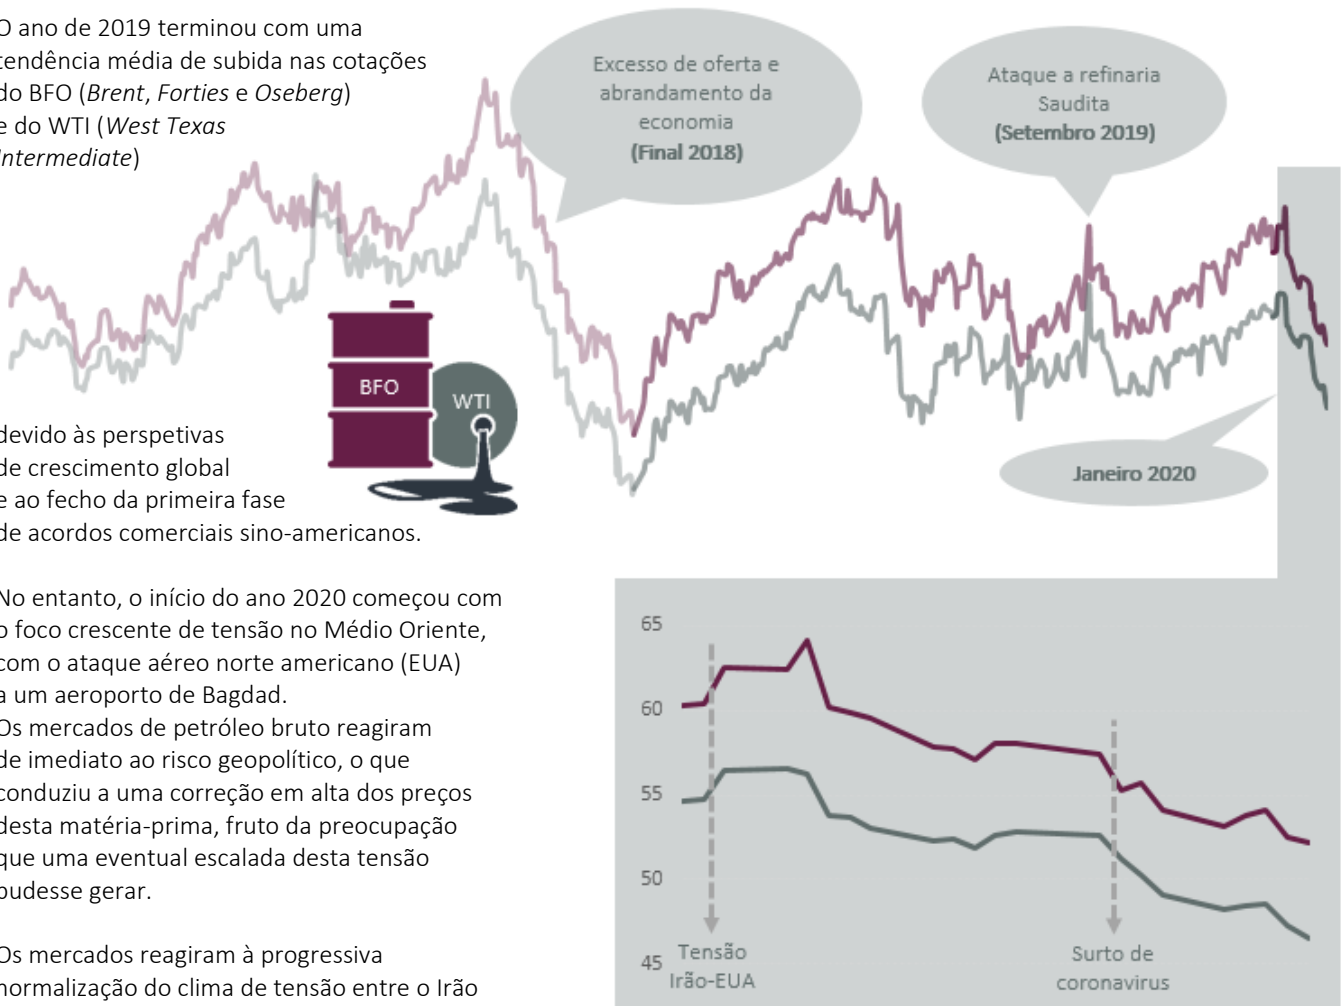 O ano de 2019 terminou com uma
tendência média de subida nas cotações
do BFO (Brent, Forties e Oseberg)
e do WTI (West Texas
Intermediate)
Excesso de oferta e
abrandamento da
economia
(Final 2018)
Ataque a refinaria
Saudita
(Setembro 2019)
BFO
WTI
Janeiro 2020
devido às perspetivas
de crescimento global
e ao fecho da primeira fase
de acordos comerciais sino-americanos.
No entanto, o início do ano 2020 começou com
o foco crescente de tensão no Médio Oriente,
com o ataque aéreo norte americano (EUA)
a um aeroporto de Bagdad.
Os mercados de petróleo bruto reagiram
de imediato ao risco geopolítico, o que
conduziu a uma correção em alta dos preços
desta matéria-prima, fruto da preocupação
que uma eventual escalada desta tensão
pudesse gerar.
Os mercados reagiram à progressiva
normalização do clima de tensão entre o Irão
65
60
55
50
45
Tensão
Irão-EUA
Surto de
coronavirus